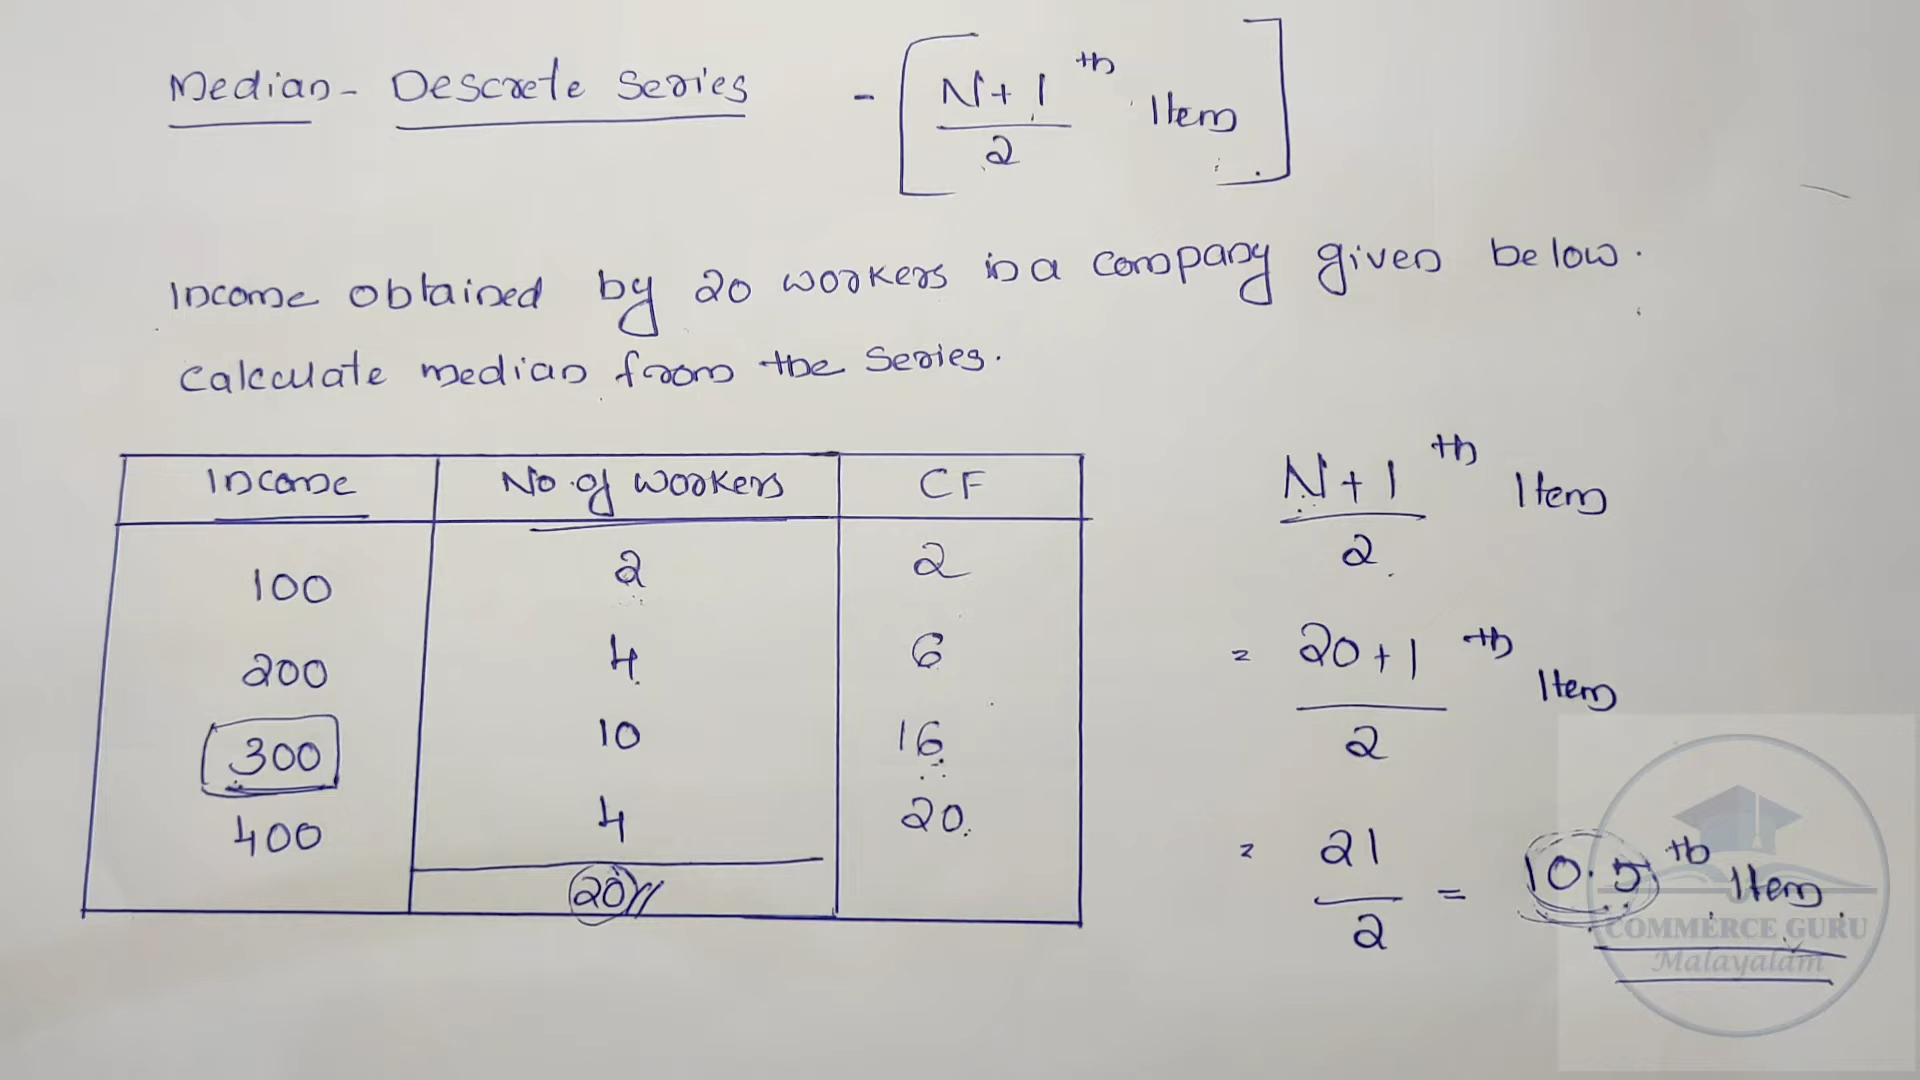 Median - Descrete Series - [N+1/2 th Item]
Income obtained by 20 workers in a company given below.
Calculate median from the series.
Income No. of workers CF
100 2 2
200 4 6
300 10 16
400 4 20
20//
N+1/2 th Item
= 20+1/2 th Item
= 21/2 = 10.5 th Item
COMMERCE GURU
Malayalam